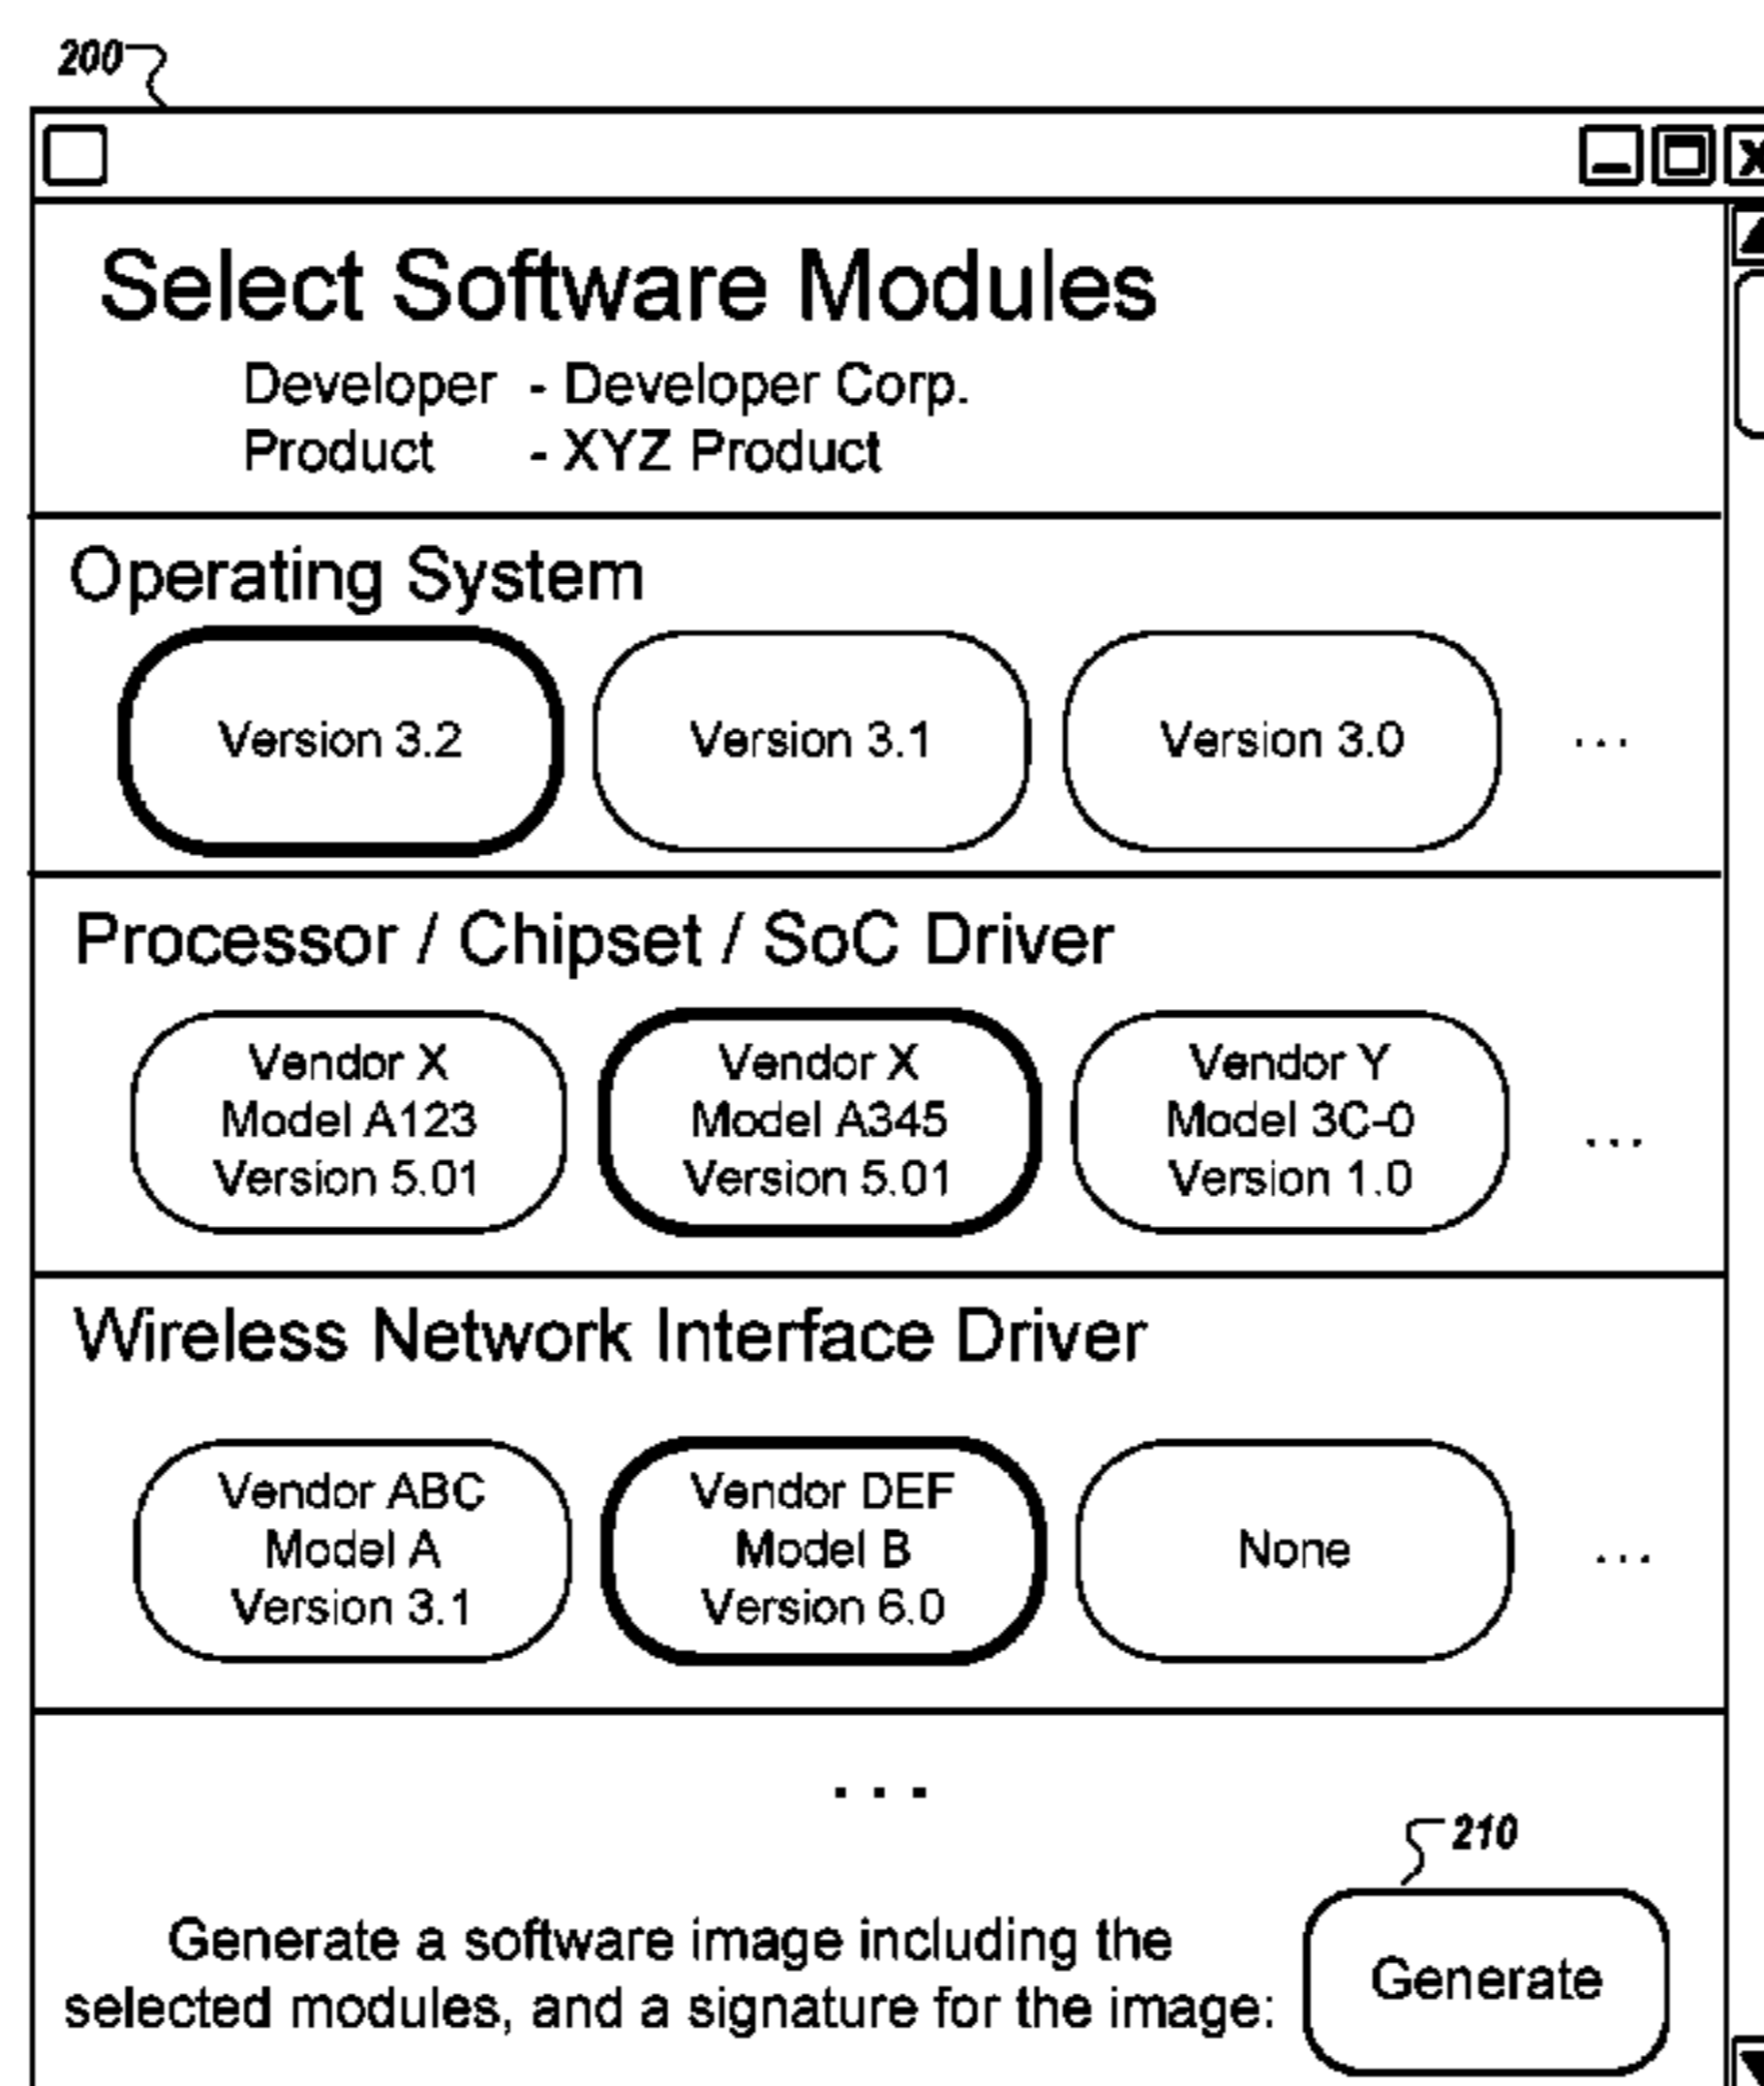 200
Select Software Modules
Developer - Developer Corp.
Product - XYZ Product
Operating System
Version 3.2 Version 3.1 Version 3.0 ...
Processor / Chipset / SoC Driver
Vendor X Vendor X Vendor Y
Model A123 Model A345 Model 3C-0
Version 5.01 Version 5.01 Version 1.0 ...
Wireless Network Interface Driver
Vendor ABC Vendor DEF
Model A Model B None ...
Version 3.1 Version 6.0
...
210
Generate a software image including the
selected modules, and a signature for the image:
Generate